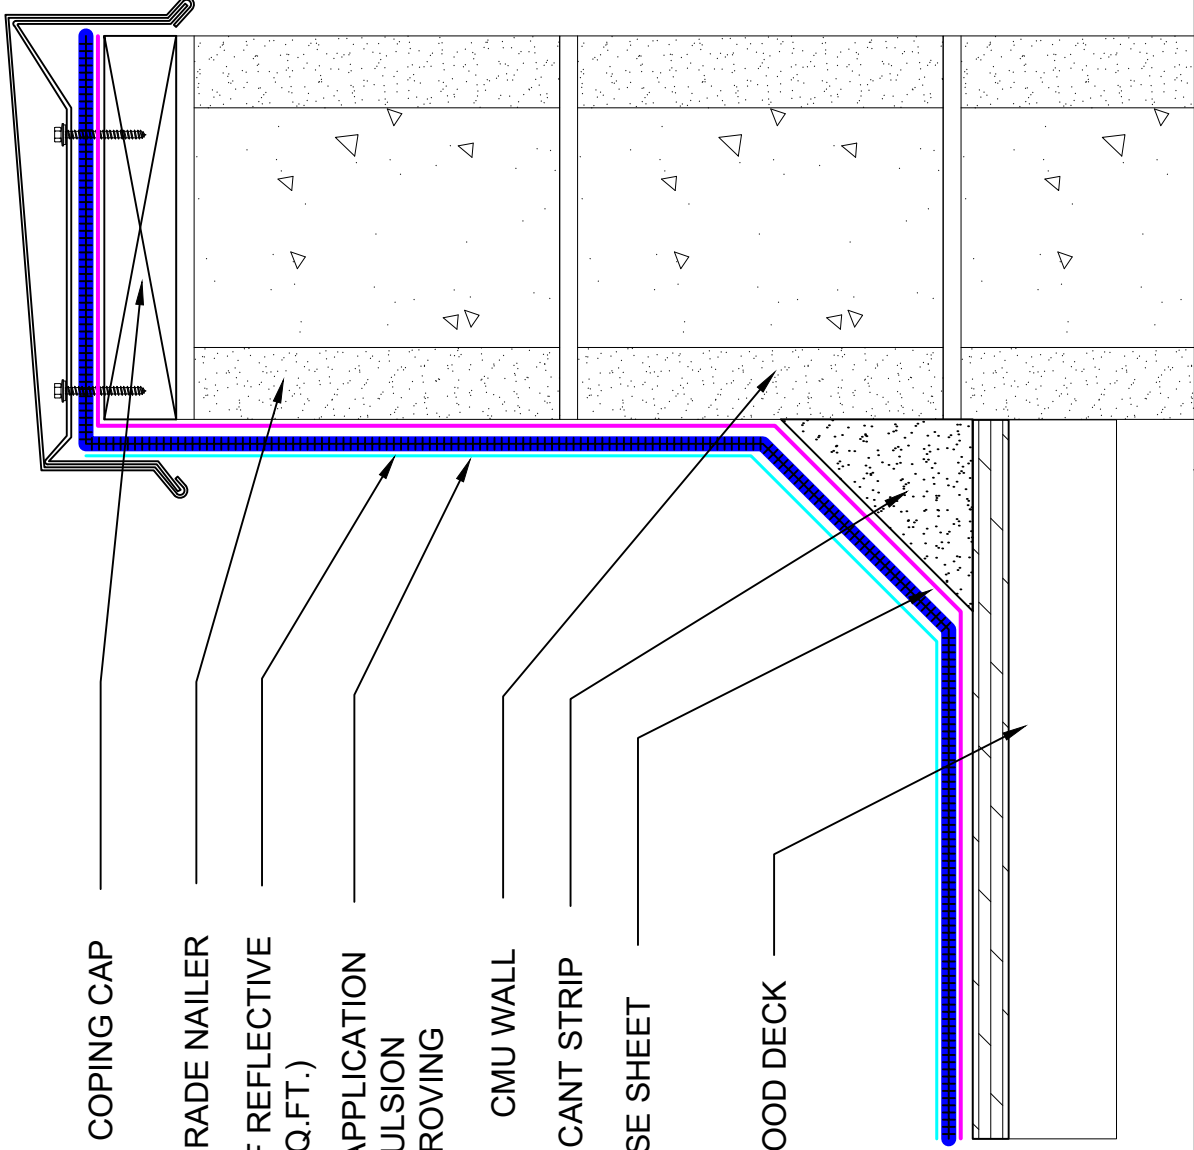 COPING CAP
RADE NAILER
F REFLECTIVE
Q.FT.)
APPLICATION
ULSION
ROVING
CMU WALL
CANT STRIP
SE SHEET
OOD DECK